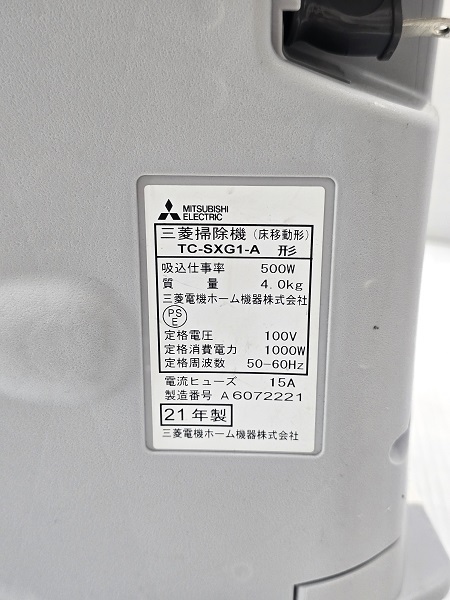 MITSUBISHI
ELECTRIC
三菱掃除機（床移動形）
TC-SXG1-A 形
吸込仕事率 500W
質量 4.0kg
三菱電機ホーム機器株式会社
PS
E
定格電圧 100V
定格消費電力 1000W
定格周波数 50-60Hz
電流ヒューズ 15A
製造番号 A6072221
21年製
三菱電機ホーム機器株式会社